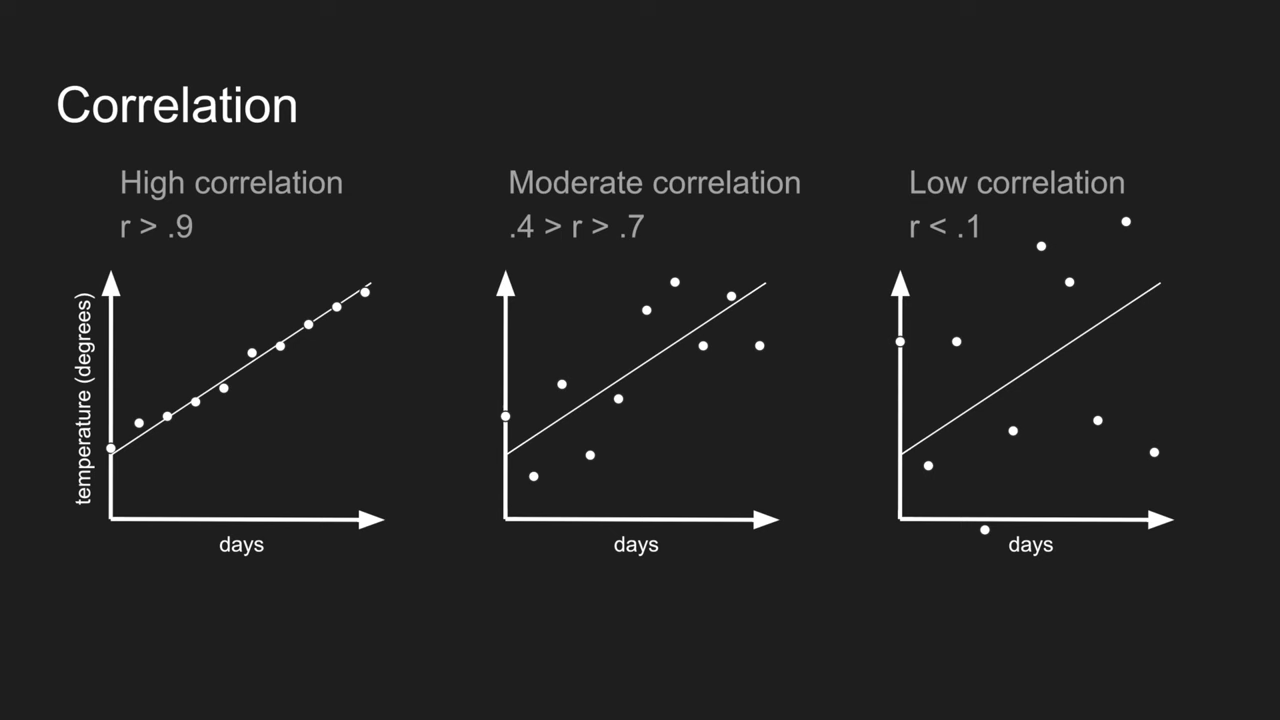 Correlation
High correlation
r > .9
Moderate correlation
.4 > r > .7
Low correlation
r < .1
temperature (degrees)
days
days
days